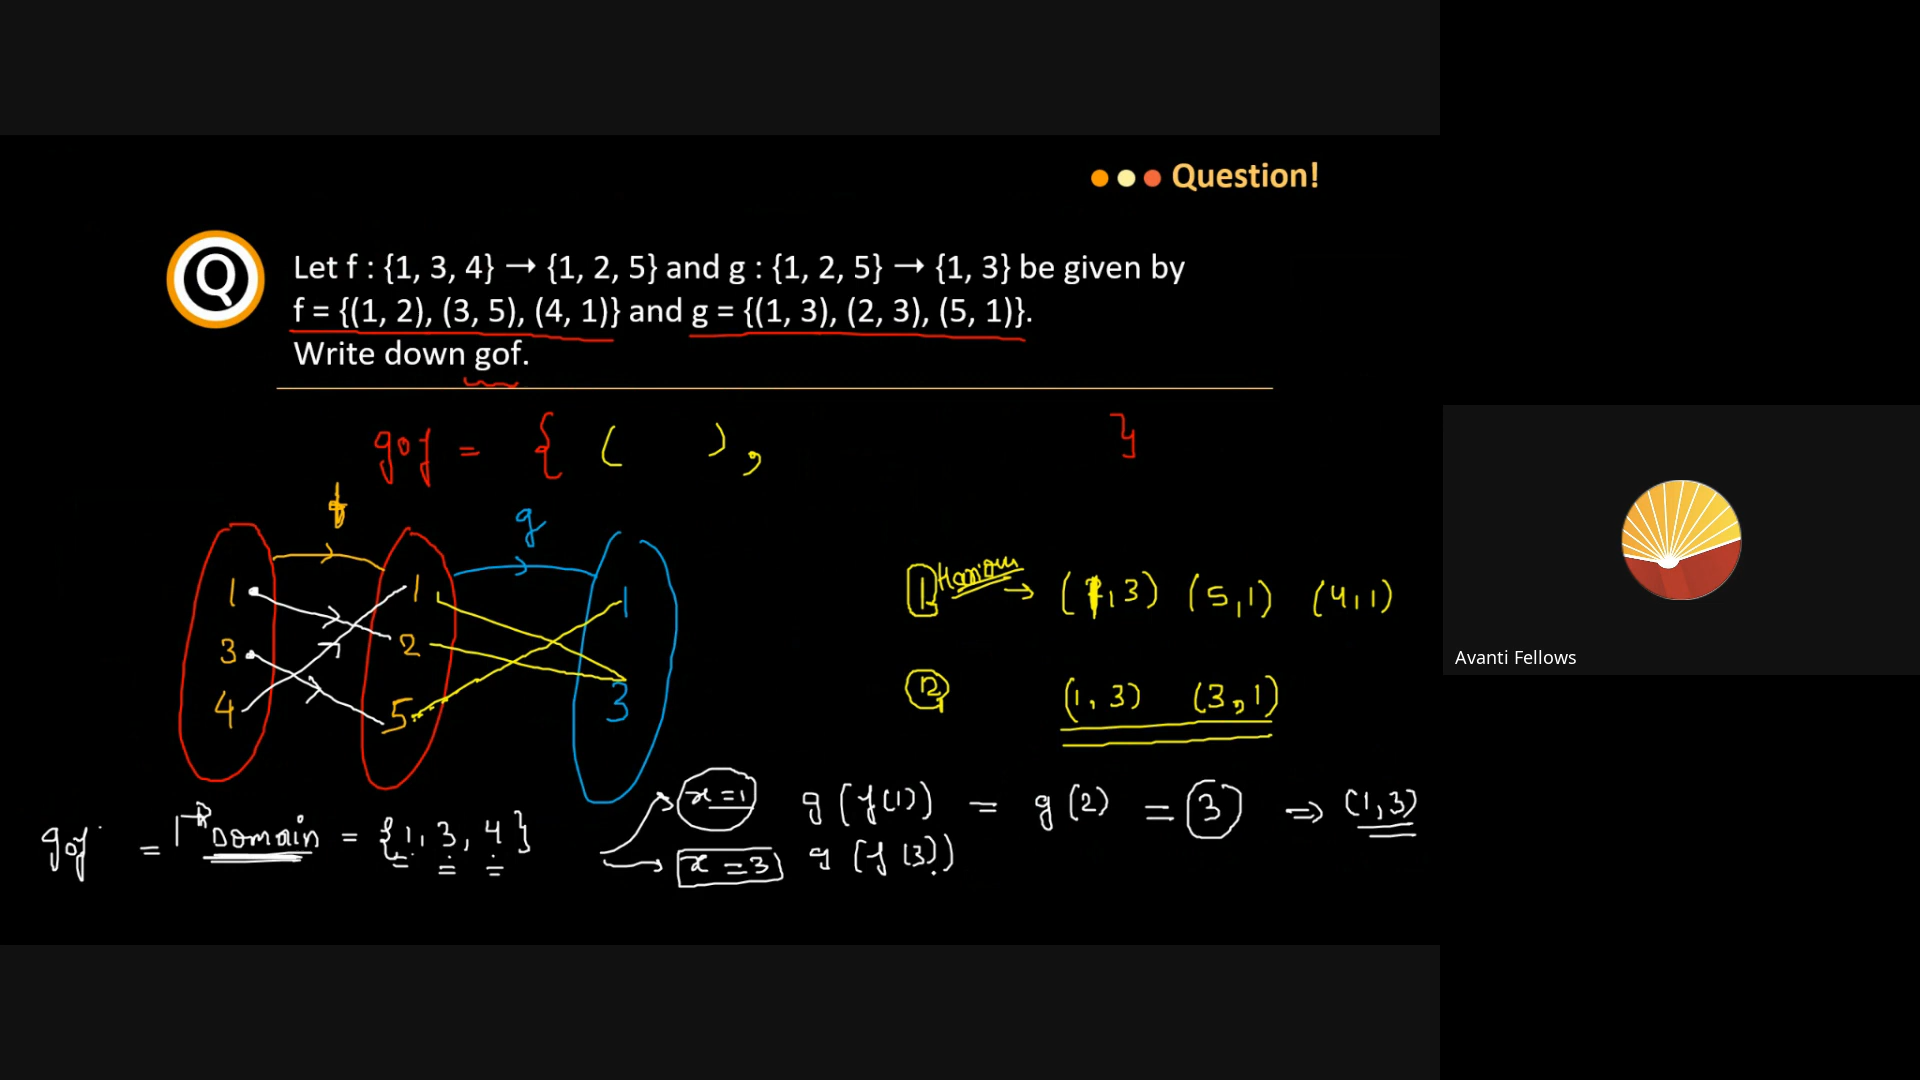 Question!
Q
Let f : {1, 3, 4} → {1, 2, 5} and g : {1, 2, 5} → {1, 3} be given by
f = {(1, 2), (3, 5), (4, 1)} and g = {(1, 3), (2, 3), (5, 1)}.
Write down gof.
gof = { ( ), }
f g
1 1 1
3 2
4 5 3
→ (1,3) (5,1) (4,1)
(1,3) (3,1)
x=1 g(f(1)) = g(2) = 3 ⇒ (1,3)
gof = Domain = {1, 3, 4}
x=3 g(f(3))
Avanti Fellows